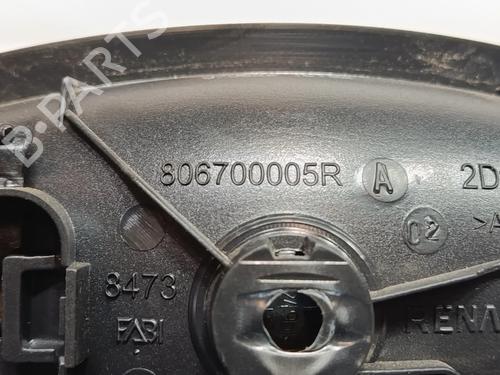 B-PARTS
806700005R A 2D
02 >A
8473
FABI RENA